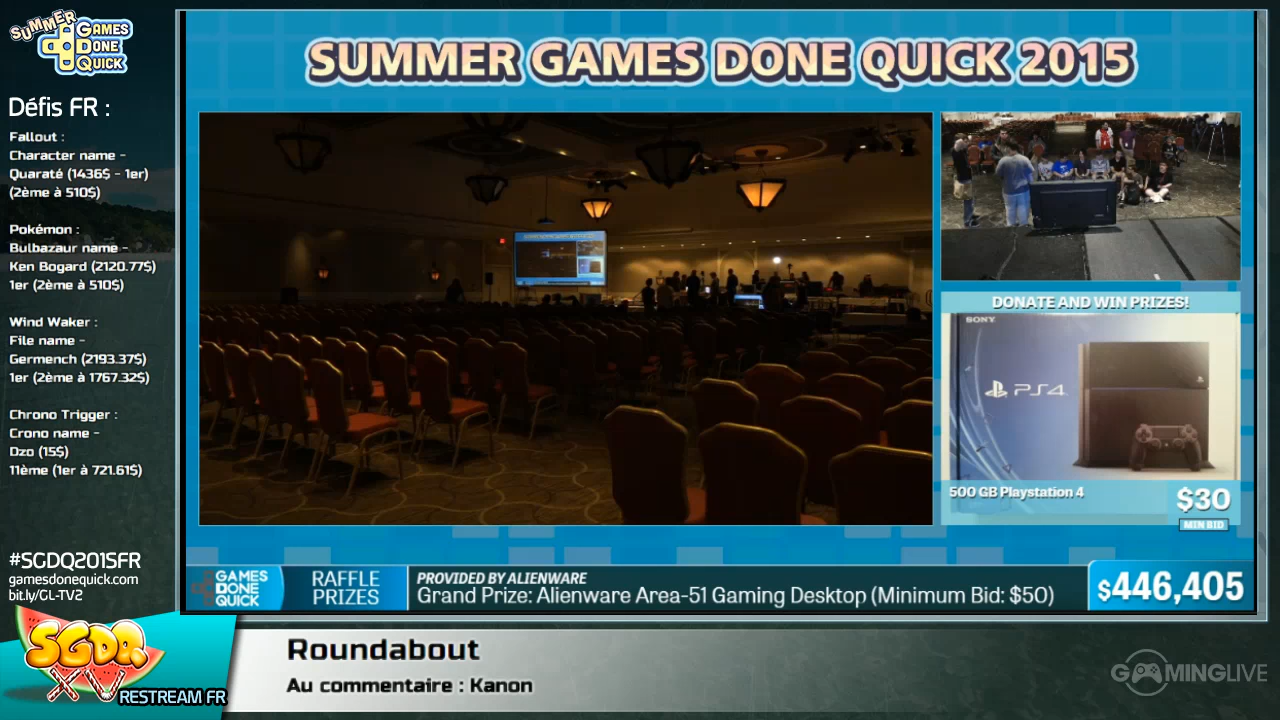 SUMMER
GAMES
DONE
QUICK
Défis FR :
Fallout :
Character name -
Quaraté (1436$ - 1er)
(2ème à 510$)
Pokémon :
Bulbazaur name -
Ken Bogard (2120.77$)
1er (2ème à 510$)
Wind Waker :
File name -
Germench (2193.37$)
1er (2ème à 1767.32$)
Chrono Trigger :
Crono name -
Dzo (15$)
11ème (1er à 721.61$)
#SGDQ2015FR
gamesdonequick.com
bit.ly/GL-TV2
SGDQ
XV
RESTREAM FR
SUMMER GAMES DONE QUICK 2015
DONATE AND WIN PRIZES!
SONY
PS4
500 GB Playstation 4
$30
MIN BID
GAMES
DONE
QUICK
RAFFLE
PRIZES
PROVIDED BY ALIENWARE
Grand Prize: Alienware Area-51 Gaming Desktop (Minimum Bid: $50)
$446,405
Roundabout
Au commentaire : Kanon
GAMINGLIVE